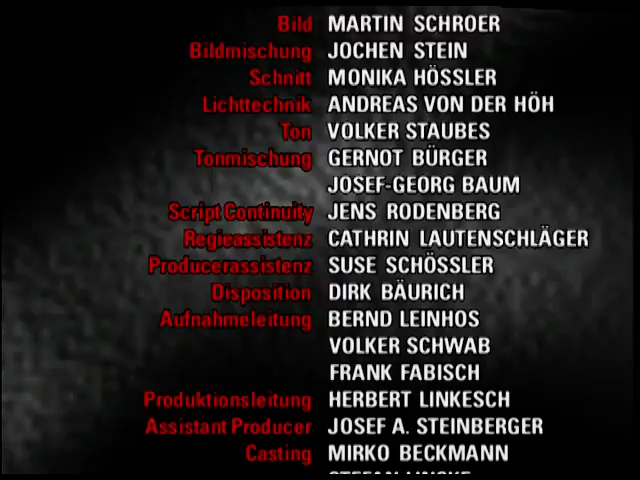 Bild MARTIN SCHROER
Bildmischung JOCHEN STEIN
Schnitt MONIKA HÖSSLER
Lichttechnik ANDREAS VON DER HÖH
Ton VOLKER STAUBES
Tonmischung GERNOT BÜRGER
JOSEF-GEORG BAUM
Script Continuity JENS RODENBERG
Regieassistenz CATHRIN LAUTENSCHLÄGER
Producerassistenz SUSE SCHÖSSLER
Disposition DIRK BÄURICH
Aufnahmeleitung BERND LEINHOS
VOLKER SCHWAB
FRANK FABISCH
Produktionsleitung HERBERT LINKESCH
Assistant Producer JOSEF A. STEINBERGER
Casting MIRKO BECKMANN